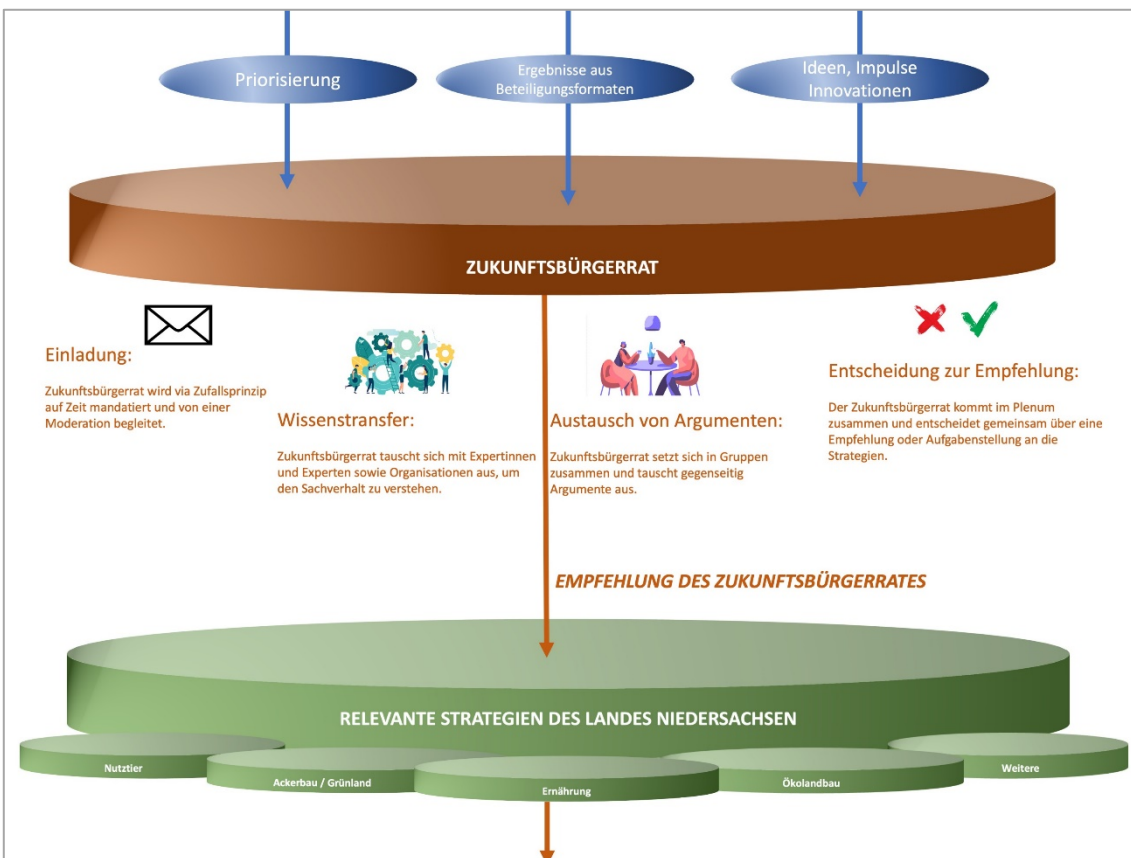 Priorisierung
Ergebnisse aus
Beteiligungsformaten
Ideen, Impulse
Innovationen
ZUKUNFTSBÜRGERRAT
Einladung:
Zukunftsbürgerrat wird via Zufallsprinzip
auf Zeit mandatiert und von einer
Moderation begleitet.
Wissenstransfer:
Zukunftsbürgerrat tauscht sich mit Expertinnen
und Experten sowie Organisationen aus, um
den Sachverhalt zu verstehen.
Austausch von Argumenten:
Zukunftsbürgerrat setzt sich in Gruppen
zusammen und tauscht gegenseitig
Argumente aus.
Entscheidung zur Empfehlung:
Der Zukunftsbürgerrat kommt im Plenum
zusammen und entscheidet gemeinsam über eine
Empfehlung oder Aufgabenstellung an die
Strategien.
EMPFEHLUNG DES ZUKUNFTSBÜRGERRATES
RELEVANTE STRATEGIEN DES LANDES NIEDERSACHSEN
Nutztier
Ackerbau / Grünland
Ernährung
Ökolandbau
Weitere